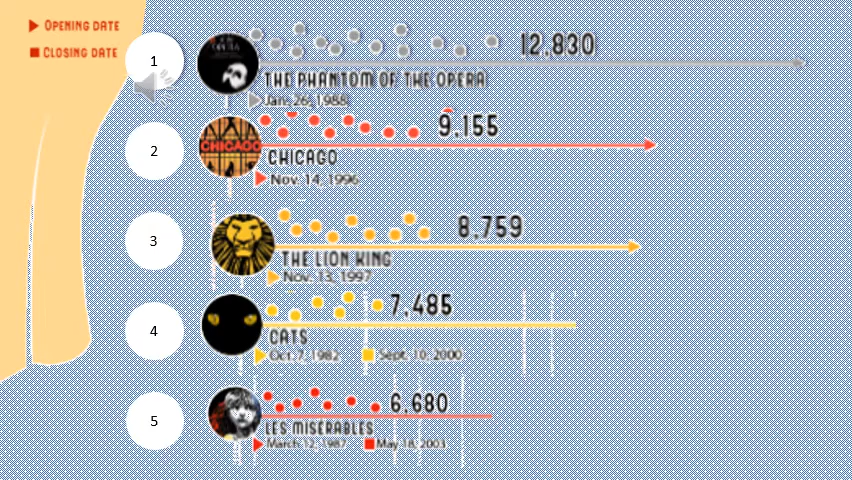 OPENING DATE
CLOSING DATE
1
OPERA
12,830
THE PHANTOM OF THE OPERA
Jan. 26, 1988
2
CHICAGO
9,155
CHICAGO
Nov. 14, 1996
3
8,759
THE LION KING
Nov. 13, 1997
4
7,485
CATS
Oct. 7, 1982 Sept. 10, 2000
5
6,680
LES MISERABLES
March 12, 1987 May 18, 2003